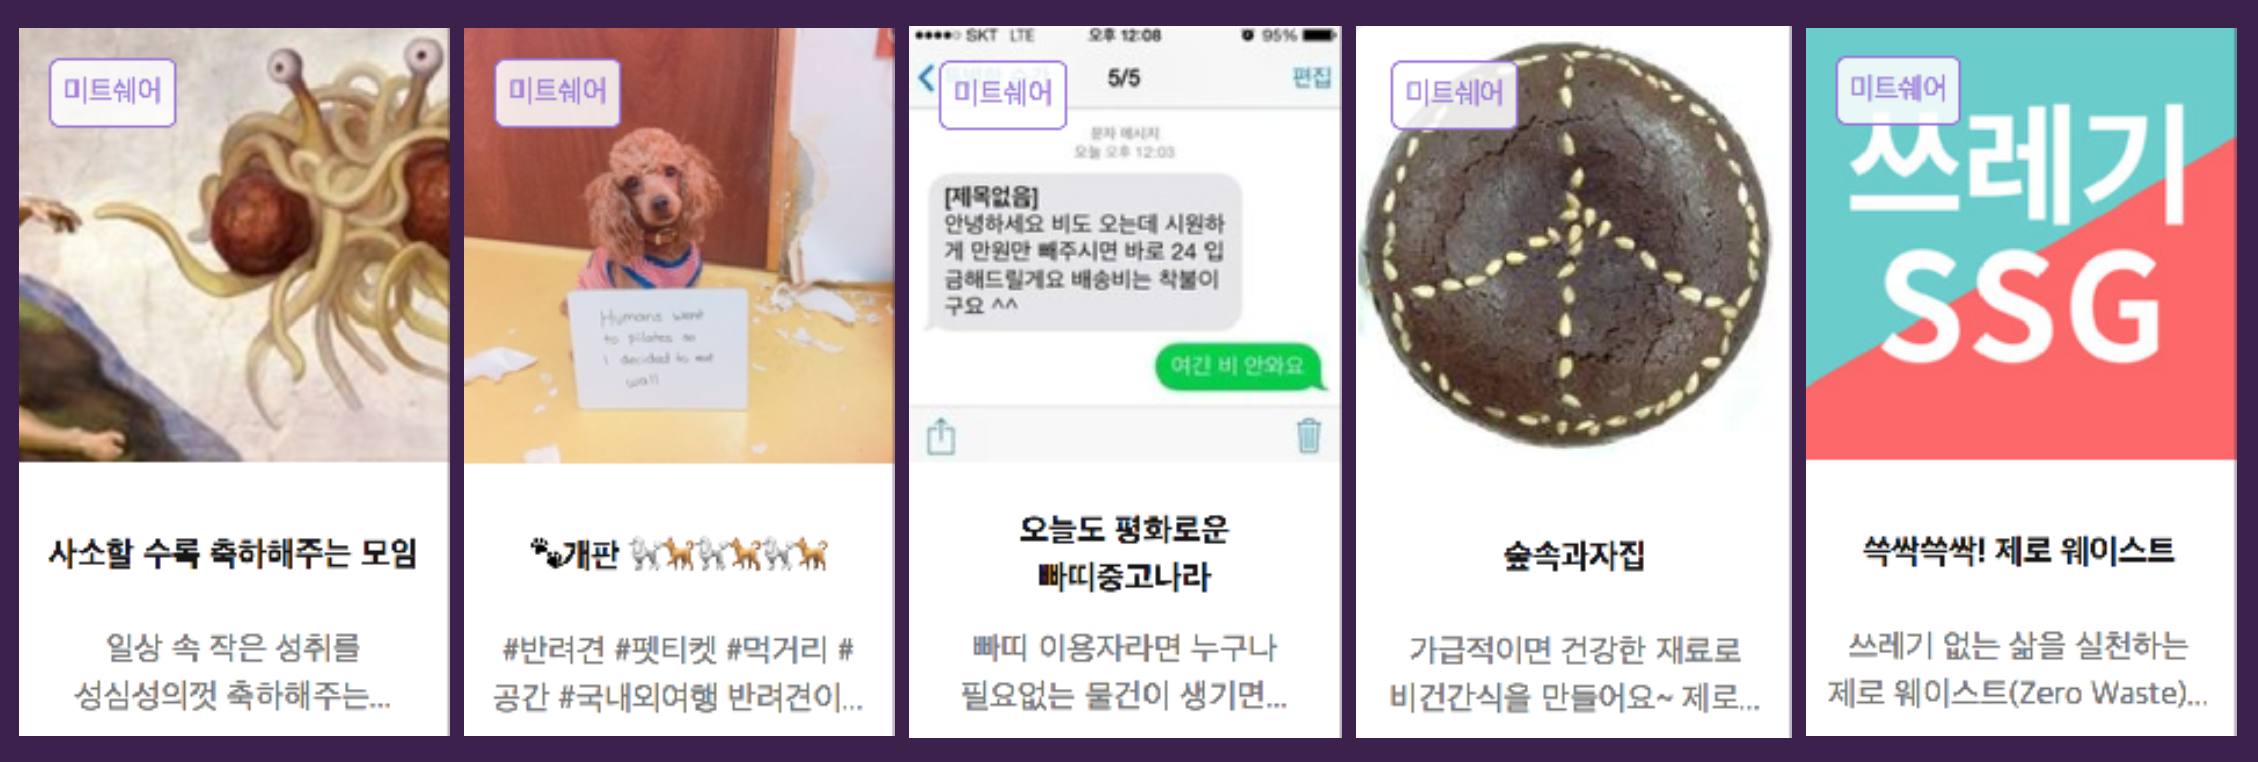 미트쉐어
사소할 수록 축하해주는 모임
일상 속 작은 성취를
성심성의껏 축하해주는...
미트쉐어
Humans went
to pilates so
I decided to eat
wall
🐾개판 🐩🐕🐩🐕🐩🐕
#반려견 #펫티켓 #먹거리 #
공간 #국내외여행 반려견이...
SKT LTE 오후 12:08 95%
5/5 편집
미트쉐어
문자 메시지
오늘 오후 12:03
[제목없음]
안녕하세요 비도 오는데 시원하
게 만원만 빼주시면 바로 24 입
금해드릴게요 배송비는 착불이
구요 ^^
여긴 비 안와요
오늘도 평화로운
빠띠중고나라
빠띠 이용자라면 누구나
필요없는 물건이 생기면...
미트쉐어
숲속과자집
가급적이면 건강한 재료로
비건간식을 만들어요~ 제로...
미트쉐어
쓰레기
SSG
쓱싹쓱싹! 제로 웨이스트
쓰레기 없는 삶을 실천하는
제로 웨이스트(Zero Waste)...